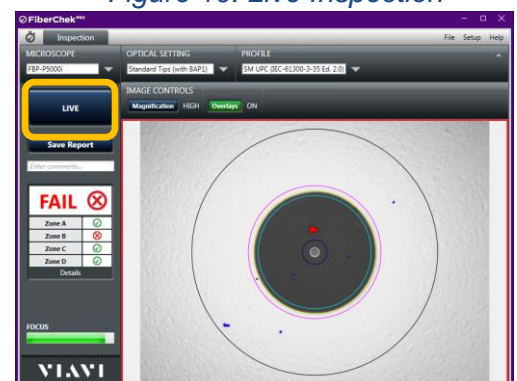 Figure 16: Live Inspection
FiberChek PRO
Inspection
File Setup Help
MICROSCOPE
OPTICAL SETTING
PROFILE
FBP-P5000i
Standard Tips (with BAP1)
SM UPC (IEC-61300-3-35 Ed. 2.0)
LIVE
IMAGE CONTROLS
Magnification HIGH Overlays ON
Save Report
Enter comments...
FAIL
Zone A
Zone B
Zone C
Zone D
Details
FOCUS
VIAVI